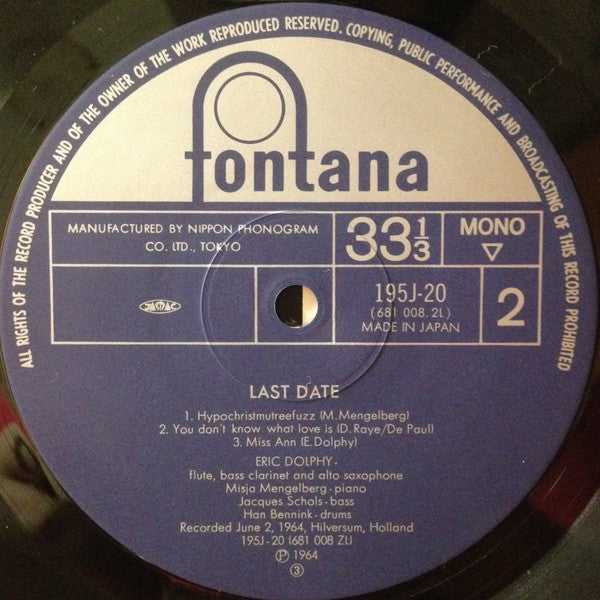 ALL RIGHTS OF THE RECORD PRODUCER AND OF THE OWNER OF THE WORK REPRODUCED RESERVED. COPYING, PUBLIC PERFORMANCE AND BROADCASTING OF THIS RECORD PROHIBITED
fontana
MANUFACTURED BY NIPPON PHONOGRAM
CO. LTD., TOKYO
33 1/3
MONO
▽
JASRAC
195J-20
(681 008.2L)
MADE IN JAPAN
2
LAST DATE
1. Hypochristmutreefuzz (M. Mengelberg)
2. You don't know what love is (D. Raye/De Paul)
3. Miss Ann (E. Dolphy)
ERIC DOLPHY -
flute, bass clarinet and alto saxophone
Misja Mengelberg - piano
Jacques Schols - bass
Han Bennink - drums
Recorded June 2, 1964, Hilversum, Holland
195J-20 (681 008 ZL)
Ⓟ 1964
③